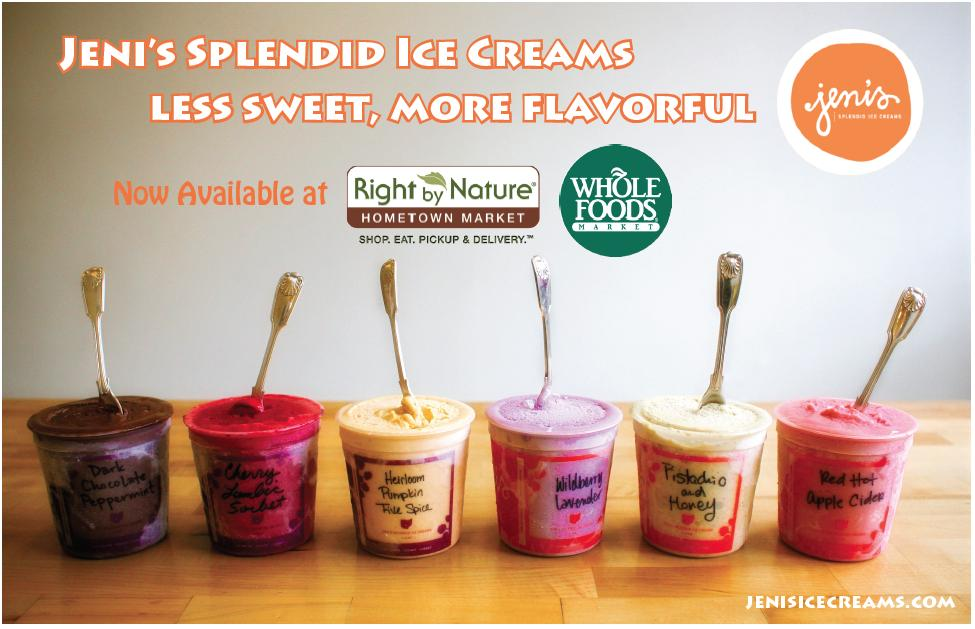 Jeni's Splendid Ice Creams
less sweet, more flavorful
jenis
SPLENDID ICE CREAMS
Now Available at
Right by Nature®
HOMETOWN MARKET
SHOP. EAT. PICKUP & DELIVERY.™
WHOLE
FOODS
MARKET
Dark
Chocolate
Peppermint
Cherry
Lambic
Sorbet
Heirloom
Pumpkin
Five Spice
Wildberry
Lavender
Pistachio
and
Honey
Red Hot
Apple Cider
jenisicecreams.com